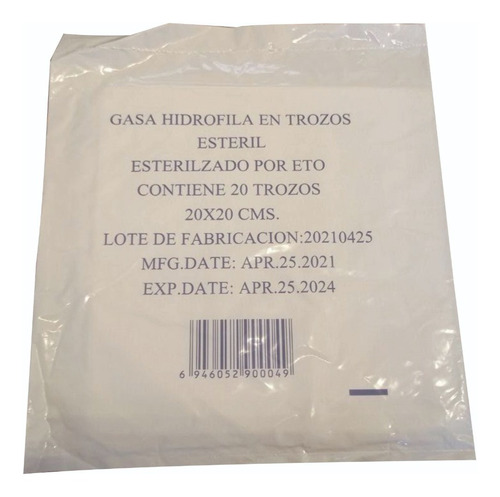 GASA HIDROFILA EN TROZOS
ESTERIL
ESTERILZADO POR ETO
CONTIENE 20 TROZOS
20X20 CMS.
LOTE DE FABRICACION:20210425
MFG.DATE: APR.25.2021
EXP.DATE: APR.25.2024
6 946052 900049